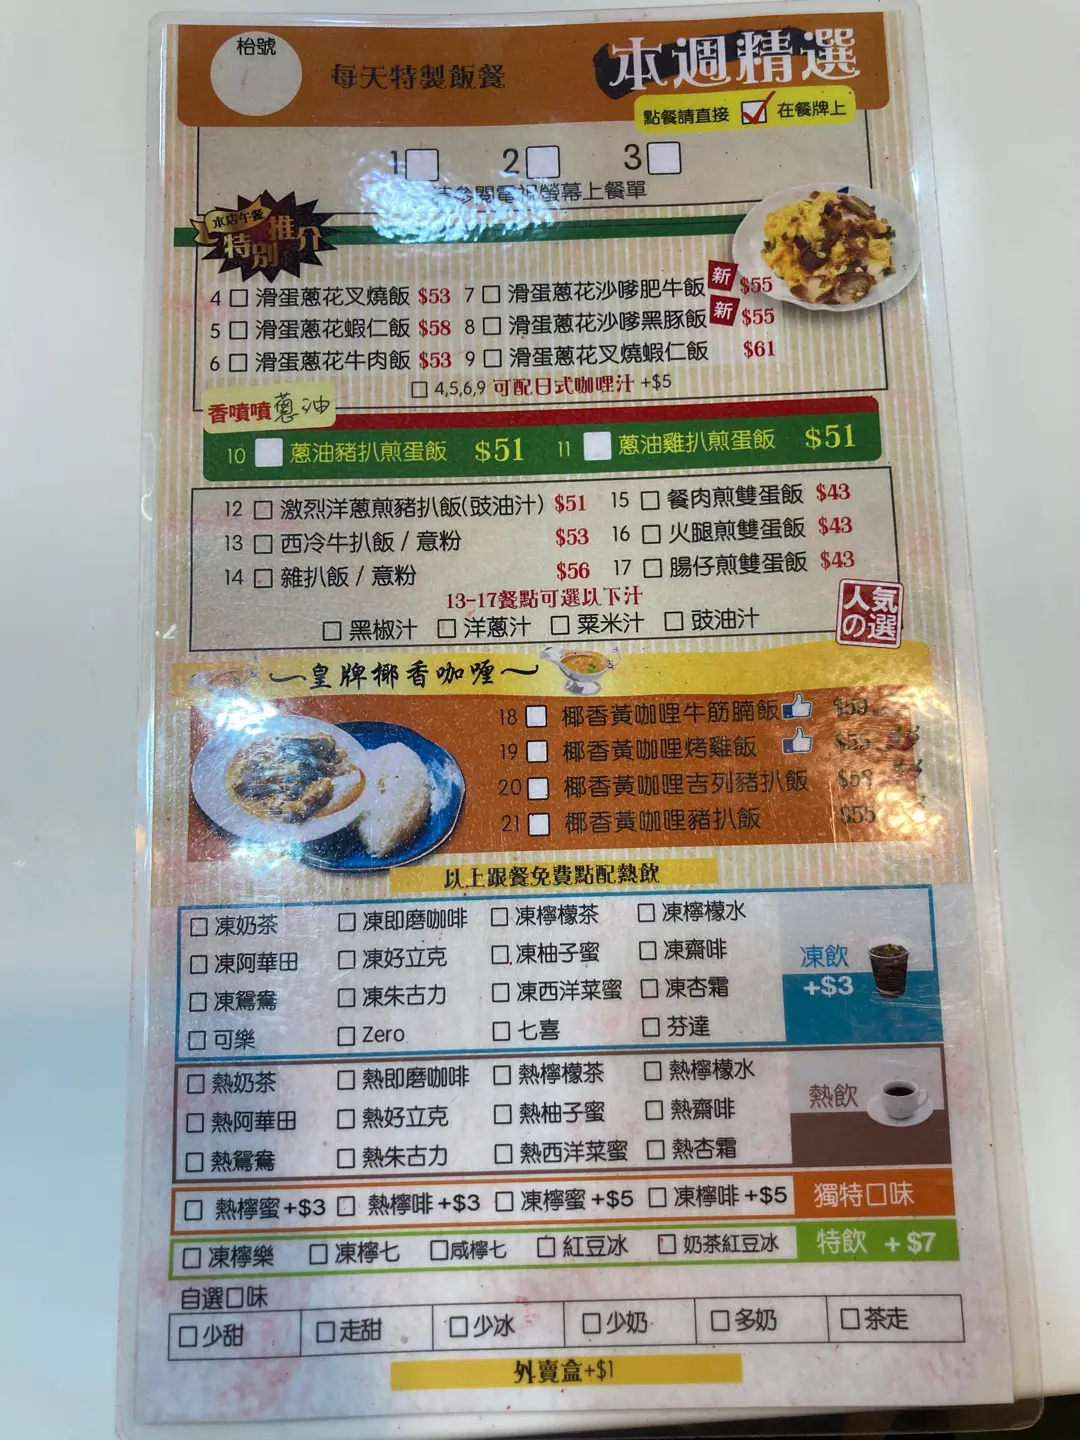 枱號
每天特製飯餐
本週精選
點餐請直接 在餐牌上
1 2 3
請參閱電視螢幕上餐單
本店午餐
特別推介
4 滑蛋蔥花叉燒飯 $53 7 滑蛋蔥花沙嗲肥牛飯 新 $55
5 滑蛋蔥花蝦仁飯 $58 8 滑蛋蔥花沙嗲黑豚飯 新 $55
6 滑蛋蔥花牛肉飯 $53 9 滑蛋蔥花叉燒蝦仁飯 $61
4,5,6,9 可配日式咖哩汁 +$5
香噴噴蔥油
10 蔥油豬扒煎蛋飯 $51 11 蔥油雞扒煎蛋飯 $51
12 激烈洋蔥煎豬扒飯(豉油汁) $51 15 餐肉煎雙蛋飯 $43
13 西冷牛扒飯 / 意粉 $53 16 火腿煎雙蛋飯 $43
14 雜扒飯 / 意粉 $56 17 腸仔煎雙蛋飯 $43
13-17餐點可選以下汁
黑椒汁 洋蔥汁 粟米汁 豉油汁
人気の選
～皇牌椰香咖喱～
18 椰香黃咖哩牛筋腩飯
19 椰香黃咖哩烤雞飯 $55
20 椰香黃咖哩吉列豬扒飯
21 椰香黃咖哩豬扒飯 $55
以上跟餐免費點配熱飲
凍奶茶 凍即磨咖啡 凍檸檬茶 凍檸檬水
凍阿華田 凍好立克 凍柚子蜜 凍齋啡
凍鴛鴦 凍朱古力 凍西洋菜蜜 凍杏霜
可樂 Zero 七喜 芬達
凍飲
+$3
熱奶茶 熱即磨咖啡 熱檸檬茶 熱檸檬水
熱阿華田 熱好立克 熱柚子蜜 熱齋啡
熱鴛鴦 熱朱古力 熱西洋菜蜜 熱杏霜
熱飲
熱檸蜜+$3 熱檸啡+$3 凍檸蜜+$5 凍檸啡+$5 獨特口味
凍檸樂 凍檸七 咸檸七 紅豆冰 奶茶紅豆冰 特飲 +$7
自選口味
少甜 走甜 少冰 少奶 多奶 茶走
外賣盒+$1